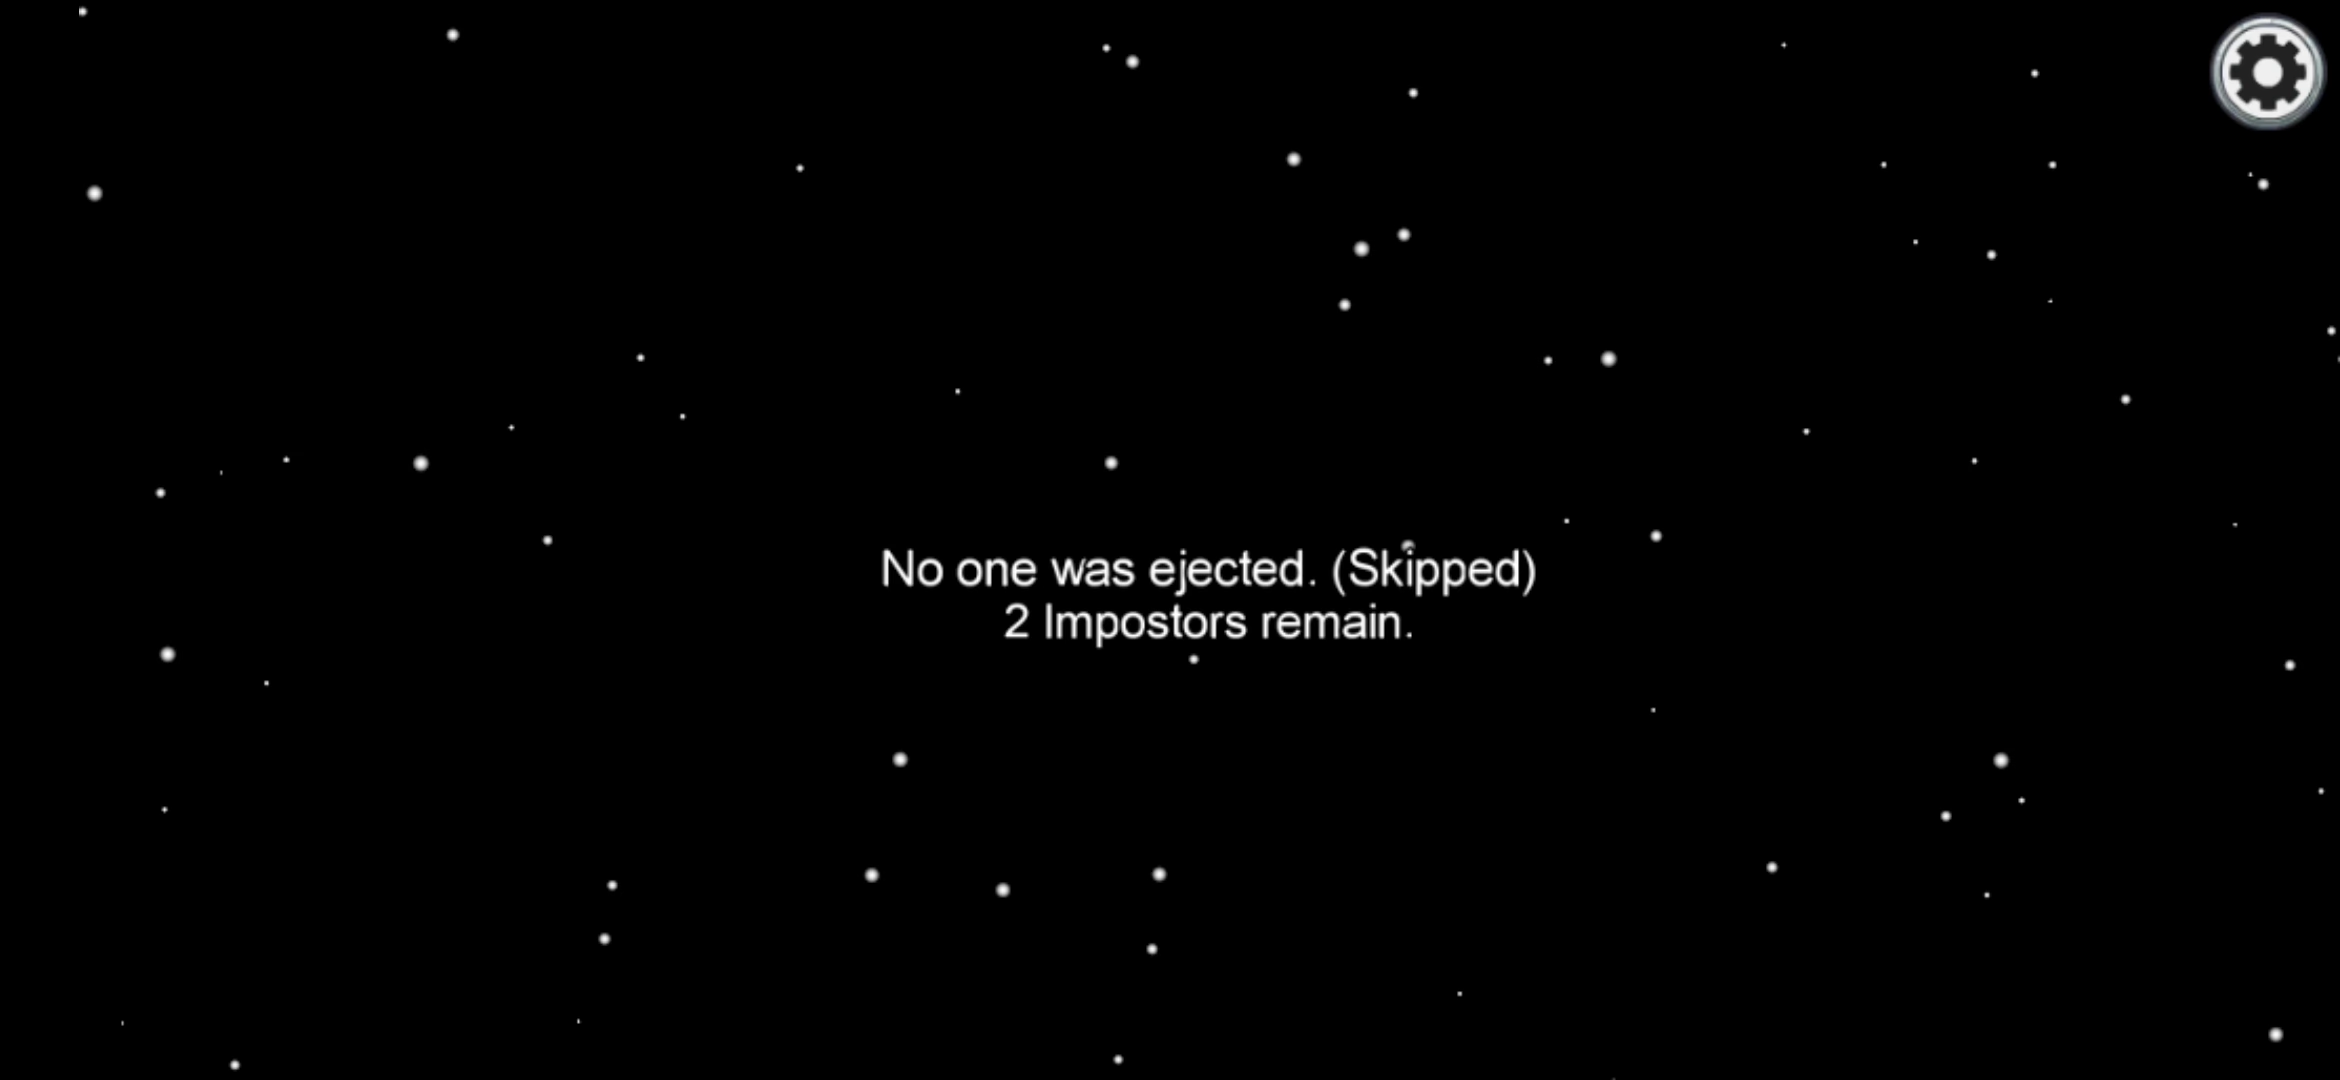 No one was ejected. (Skipped)
2 Impostors remain.